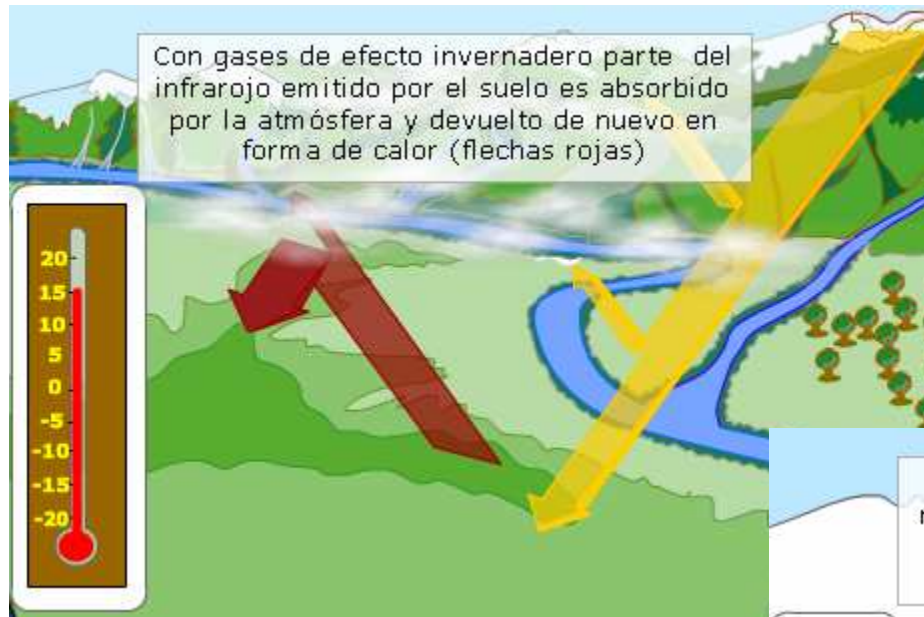 Con gases de efecto invernadero parte del
infrarojo emitido por el suelo es absorbido
por la atmósfera y devuelto de nuevo en
forma de calor (flechas rojas)
20
15
10
5
0
-5
-10
-15
-20